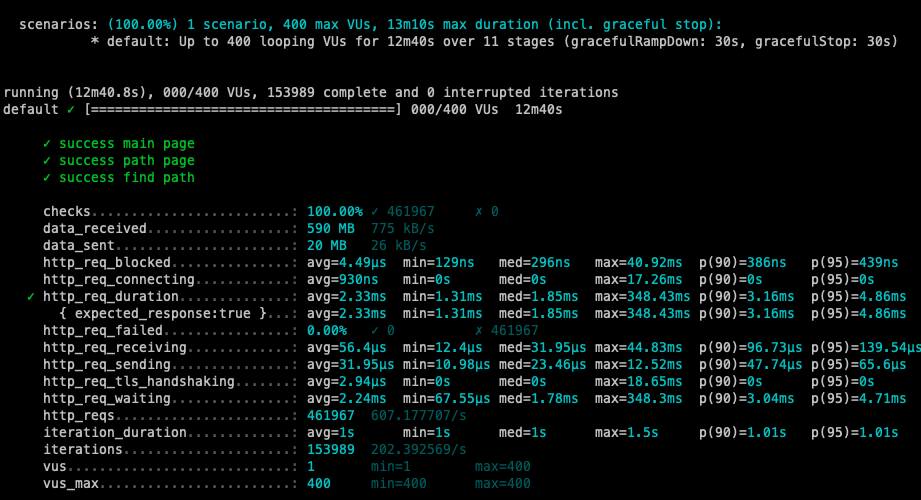 scenarios: (100.00%) 1 scenario, 400 max VUs, 13m10s max duration (incl. graceful stop):
* default: Up to 400 looping VUs for 12m40s over 11 stages (gracefulRampDown: 30s, gracefulStop: 30s)
running (12m40.8s), 000/400 VUs, 153989 complete and 0 interrupted iterations
default ✓ [======================================] 000/400 VUs  12m40s
✓ success main page
✓ success path page
✓ success find path
checks.........................: 100.00% ✓ 461967     ✗ 0
data_received..................: 590 MB  775 kB/s
data_sent......................: 20 MB   26 kB/s
http_req_blocked...............: avg=4.49µs  min=129ns   med=296ns   max=40.92ms  p(90)=386ns   p(95)=439ns
http_req_connecting............: avg=930ns   min=0s      med=0s      max=17.26ms  p(90)=0s      p(95)=0s
✓ http_req_duration..............: avg=2.33ms  min=1.31ms  med=1.85ms  max=348.43ms p(90)=3.16ms  p(95)=4.86ms
{ expected_response:true }...: avg=2.33ms  min=1.31ms  med=1.85ms  max=348.43ms p(90)=3.16ms  p(95)=4.86ms
http_req_failed................: 0.00%   ✓ 0          ✗ 461967
http_req_receiving.............: avg=56.4µs  min=12.4µs  med=31.95µs max=44.83ms  p(90)=96.73µs p(95)=139.54µs
http_req_sending...............: avg=31.95µs min=10.98µs med=23.46µs max=12.52ms  p(90)=47.74µs p(95)=65.6µs
http_req_tls_handshaking.......: avg=2.94µs  min=0s      med=0s      max=18.65ms  p(90)=0s      p(95)=0s
http_req_waiting...............: avg=2.24ms  min=67.55µs med=1.78ms  max=348.3ms  p(90)=3.04ms  p(95)=4.71ms
http_reqs......................: 461967  607.177707/s
iteration_duration.............: avg=1s      min=1s      med=1s      max=1.5s     p(90)=1.01s   p(95)=1.01s
iterations.....................: 153989  202.392569/s
vus............................: 1       min=1        max=400
vus_max........................: 400     min=400      max=400